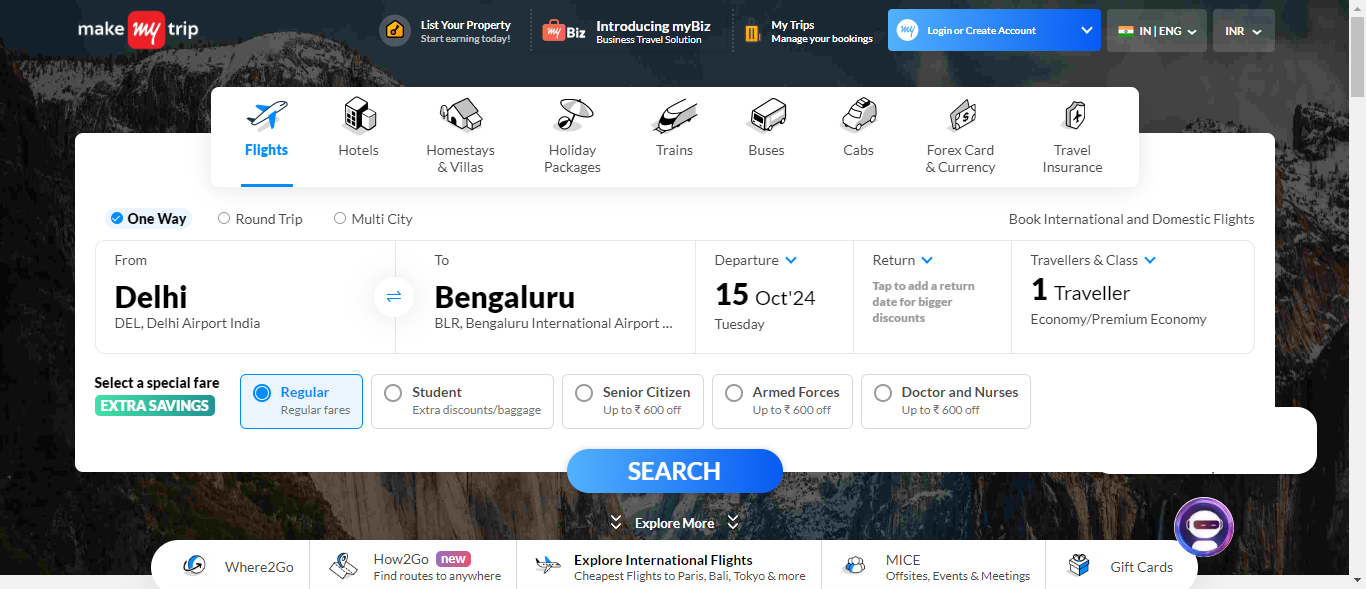 make my trip
List Your Property
Start earning today!
myBiz
Introducing myBiz
Business Travel Solution
My Trips
Manage your bookings
my
Login or Create Account
IN | ENG
INR
Flights
Hotels
Homestays
& Villas
Holiday
Packages
Trains
Buses
Cabs
Forex Card
& Currency
Travel
Insurance
One Way
Round Trip
Multi City
Book International and Domestic Flights
From
Delhi
DEL, Delhi Airport India
To
Bengaluru
BLR, Bengaluru International Airport ...
Departure
15 Oct'24
Tuesday
Return
Tap to add a return
date for bigger
discounts
Travellers & Class
1 Traveller
Economy/Premium Economy
Select a special fare
EXTRA SAVINGS
Regular
Regular fares
Student
Extra discounts/baggage
Senior Citizen
Up to ₹ 600 off
Armed Forces
Up to ₹ 600 off
Doctor and Nurses
Up to ₹ 600 off
SEARCH
Explore More
Where2Go
How2Go new
Find routes to anywhere
Explore International Flights
Cheapest Flights to Paris, Bali, Tokyo & more
MICE
Offsites, Events & Meetings
Gift Cards